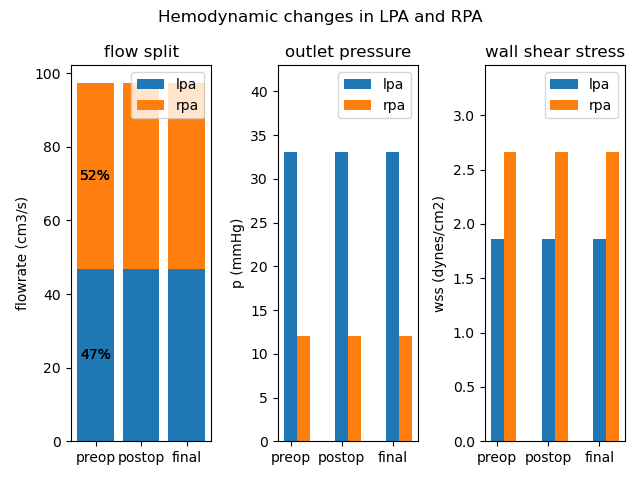 Hemodynamic changes in LPA and RPA
flow split
flowrate (cm3/s)
100
80
60
40
20
0
lpa
rpa
52%
47%
preop postop final
outlet pressure
p (mmHg)
40
35
30
25
20
15
10
5
0
lpa
rpa
preop postop final
wall shear stress
wss (dynes/cm2)
3.0
2.5
2.0
1.5
1.0
0.5
0.0
lpa
rpa
preop postop final